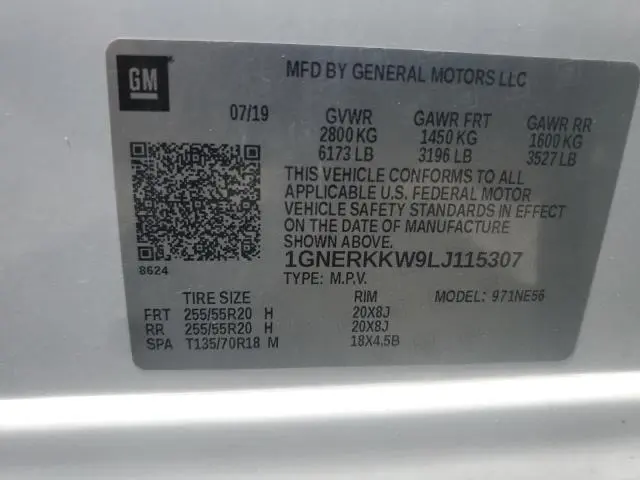 GM
MFD BY GENERAL MOTORS LLC
07/19 GVWR GAWR FRT GAWR RR
2800 KG 1450 KG 1600 KG
6173 LB 3196 LB 3527 LB
THIS VEHICLE CONFORMS TO ALL
APPLICABLE U.S. FEDERAL MOTOR
VEHICLE SAFETY STANDARDS IN EFFECT
ON THE DATE OF MANUFACTURE
SHOWN ABOVE.
1GNERKKW9LJ115307
8624
TYPE: M.P.V.
TIRE SIZE RIM MODEL: 971NE56
FRT 255/55R20 H 20X8J
RR 255/55R20 H 20X8J
SPA T135/70R18 M 18X4.5B